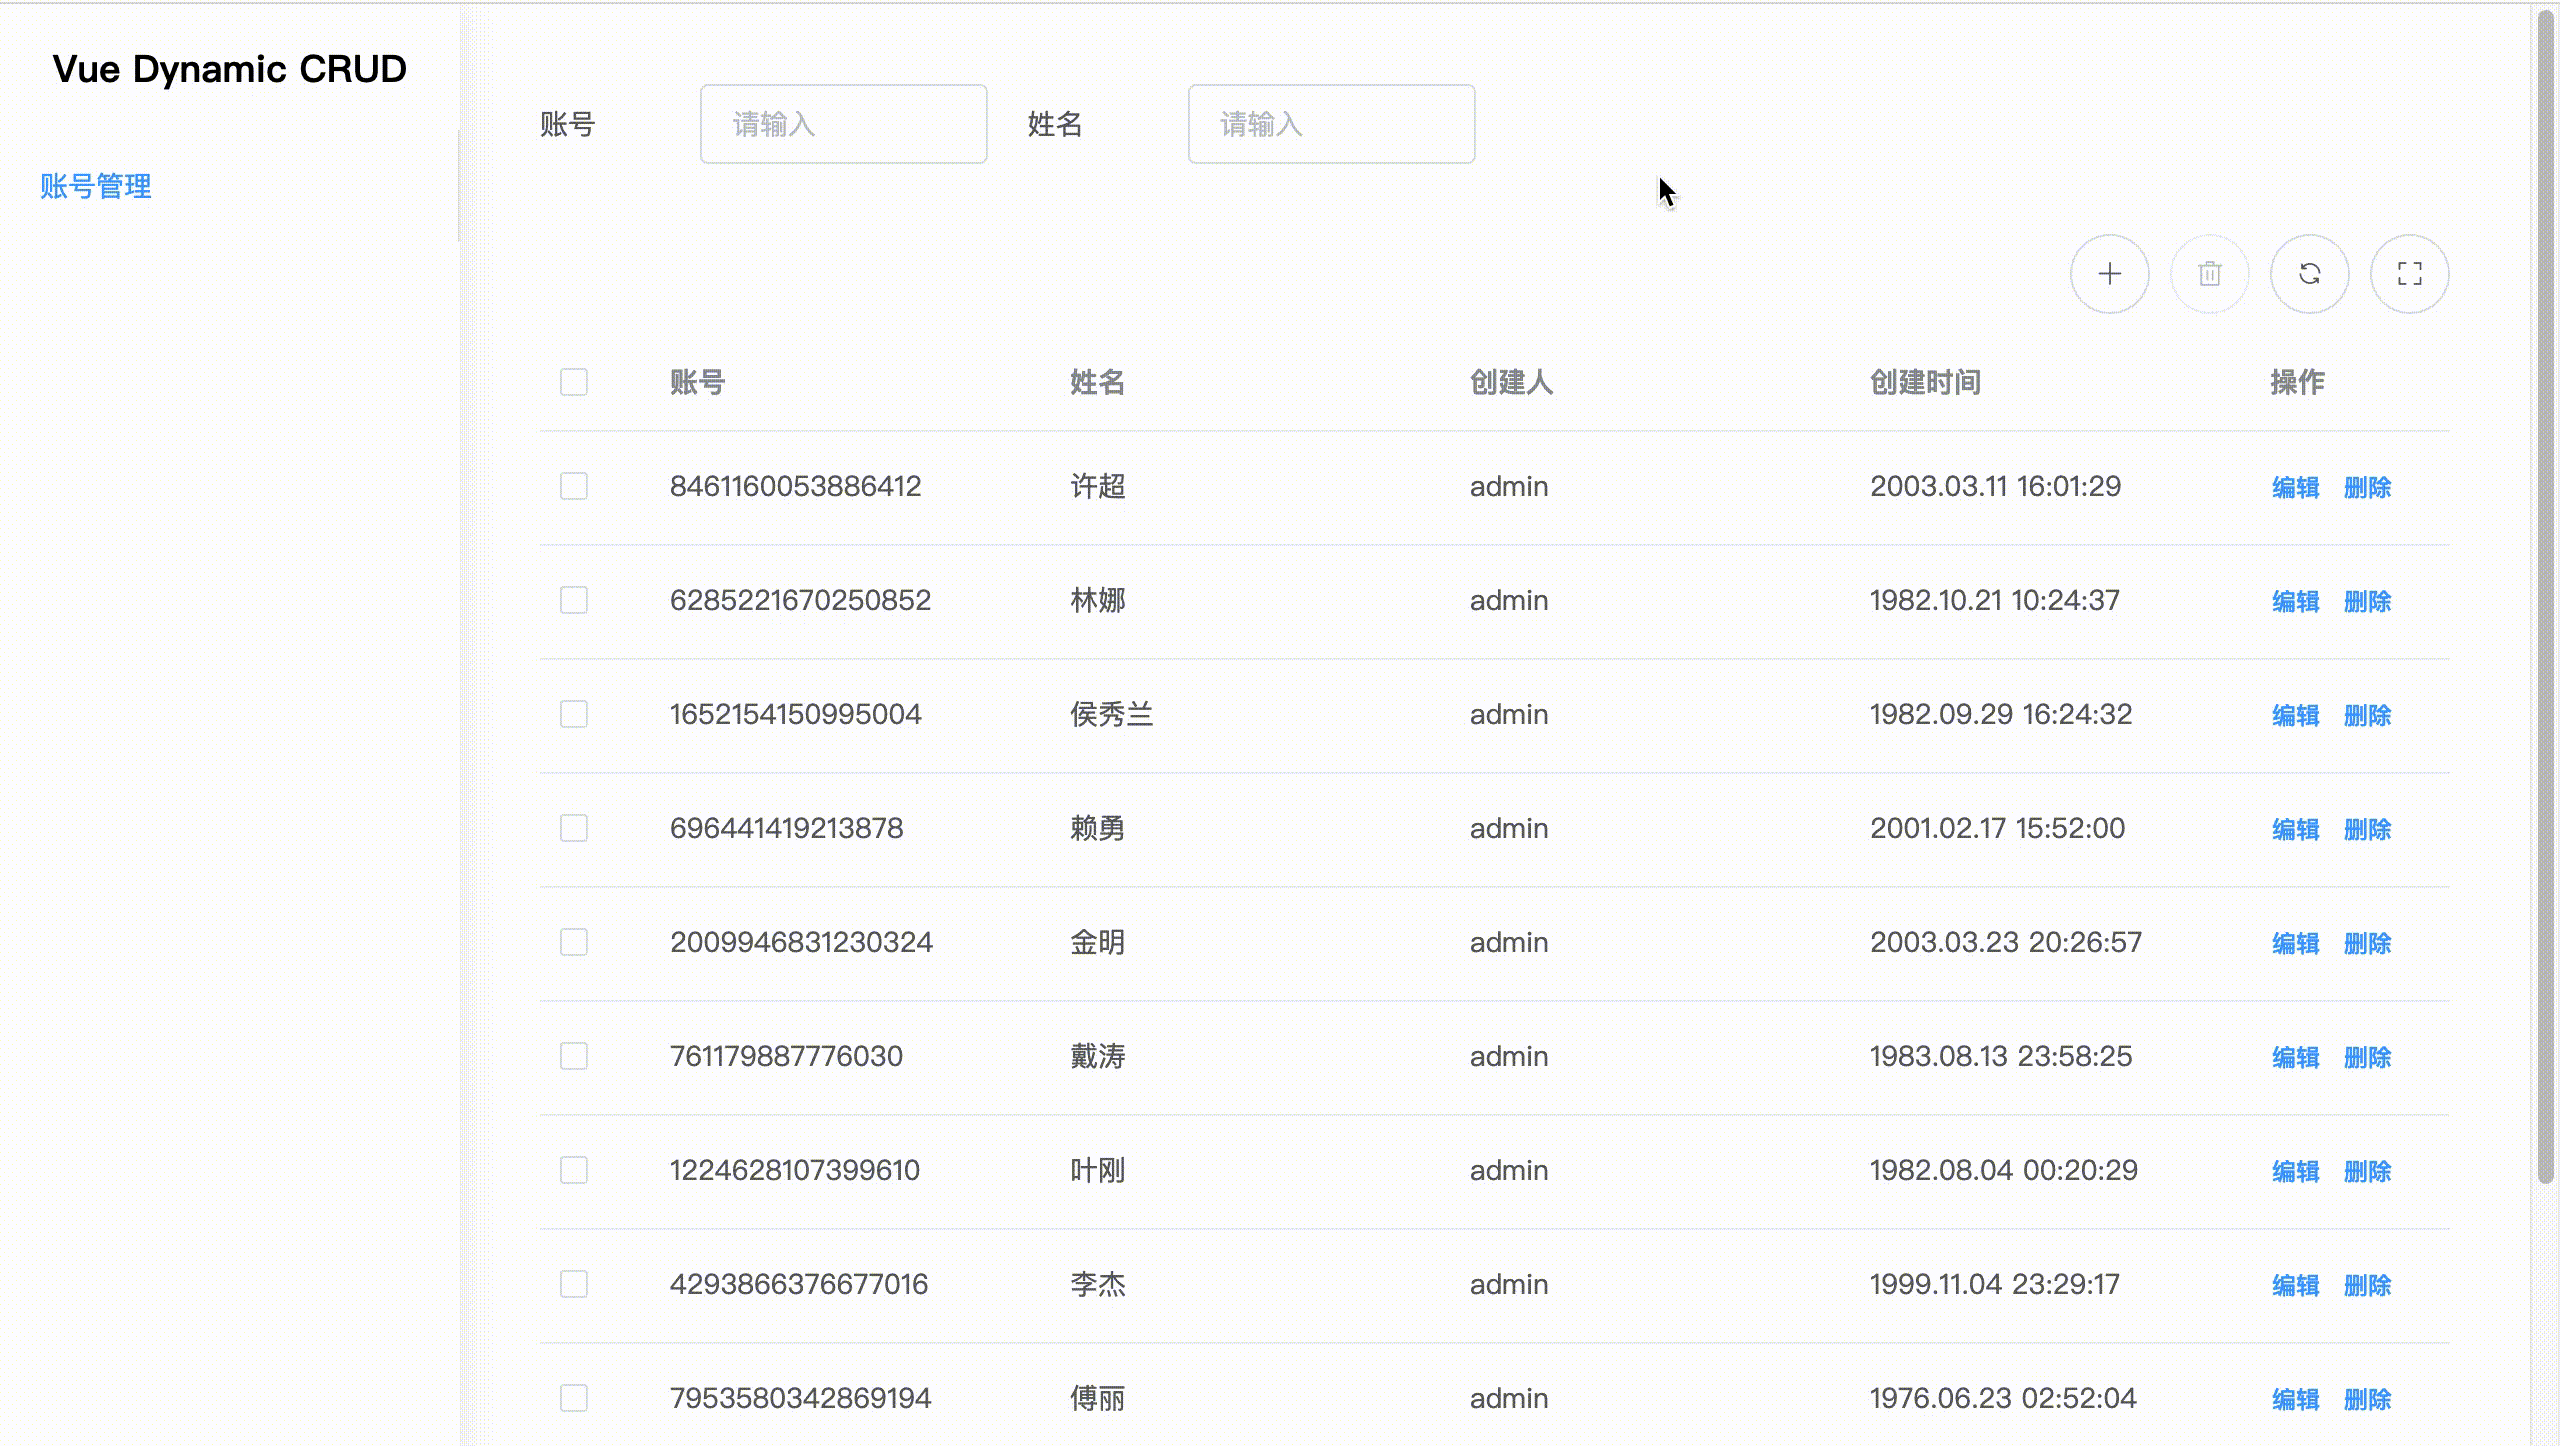 Vue Dynamic CRUD
账号管理
账号 请输入 姓名 请输入
账号 姓名 创建人 创建时间 操作
8461160053886412 许超 admin 2003.03.11 16:01:29 编辑 删除
6285221670250852 林娜 admin 1982.10.21 10:24:37 编辑 删除
1652154150995004 侯秀兰 admin 1982.09.29 16:24:32 编辑 删除
696441419213878 赖勇 admin 2001.02.17 15:52:00 编辑 删除
2009946831230324 金明 admin 2003.03.23 20:26:57 编辑 删除
761179887776030 戴涛 admin 1983.08.13 23:58:25 编辑 删除
1224628107399610 叶刚 admin 1982.08.04 00:20:29 编辑 删除
4293866376677016 李杰 admin 1999.11.04 23:29:17 编辑 删除
7953580342869194 傅丽 admin 1976.06.23 02:52:04 编辑 删除